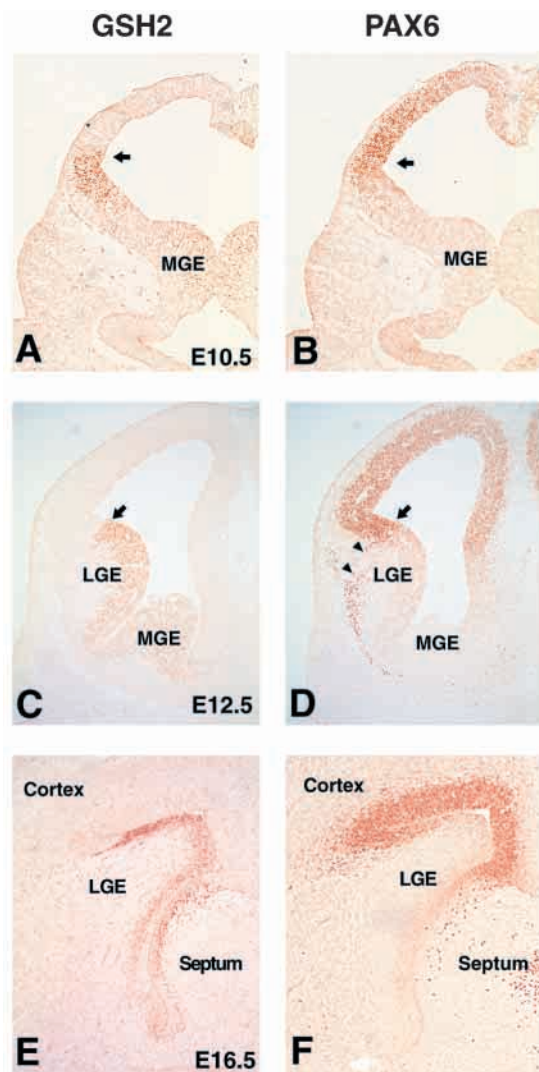 GSH2 PAX6
MGE MGE
A E10.5 B
LGE LGE
MGE MGE
C E12.5 D
Cortex Cortex
LGE LGE
Septum Septum
E E16.5 F